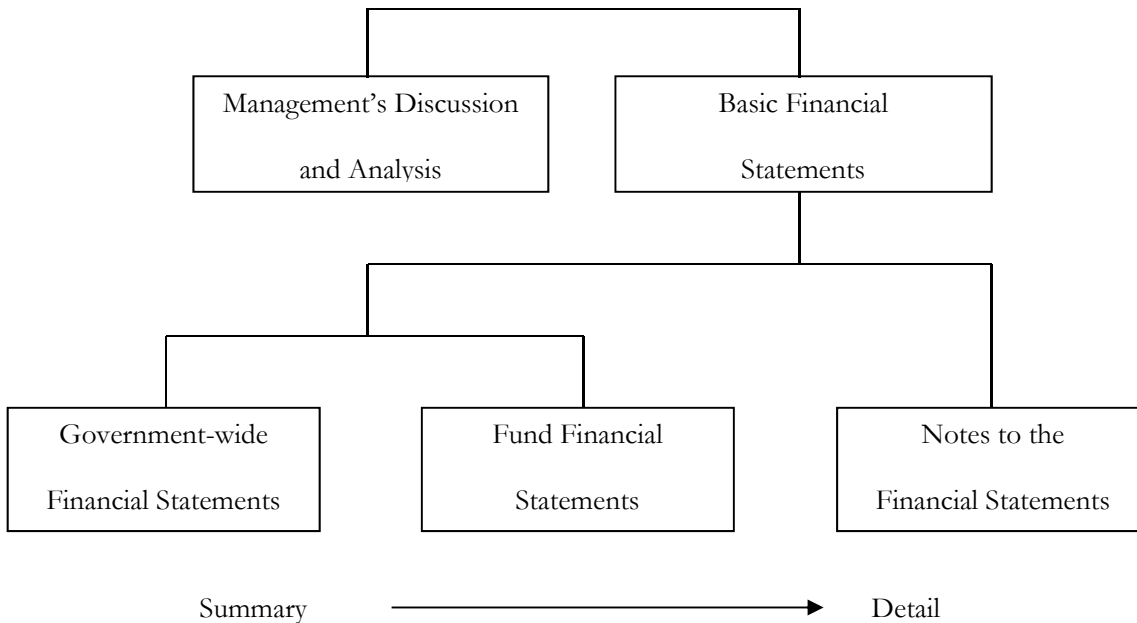 Management’s Discussion
and Analysis
Basic Financial
Statements
Government-wide
Financial Statements
Fund Financial
Statements
Notes to the
Financial Statements
Summary
Detail